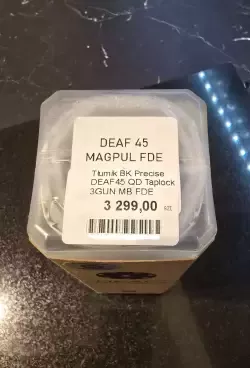 DEAF 45
MAGPUL FDE
Tłumik BK Precise
DEAF45 QD Taplock
3GUN MB FDE
3 299,00